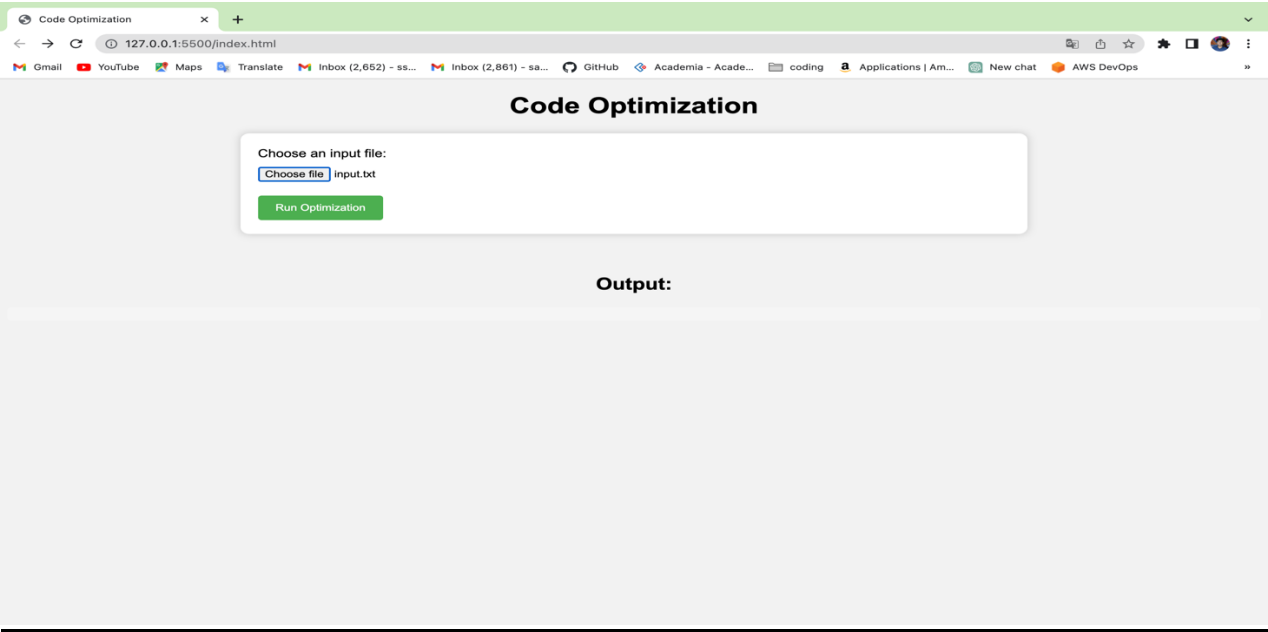 Code Optimization
127.0.0.1:5500/index.html
Gmail YouTube Maps Translate Inbox (2,652) - ss... Inbox (2,861) - sa... GitHub Academia - Acade... coding Applications | Am... New chat AWS DevOps »
Code Optimization
Choose an input file:
Choose file input.txt
Run Optimization
Output: